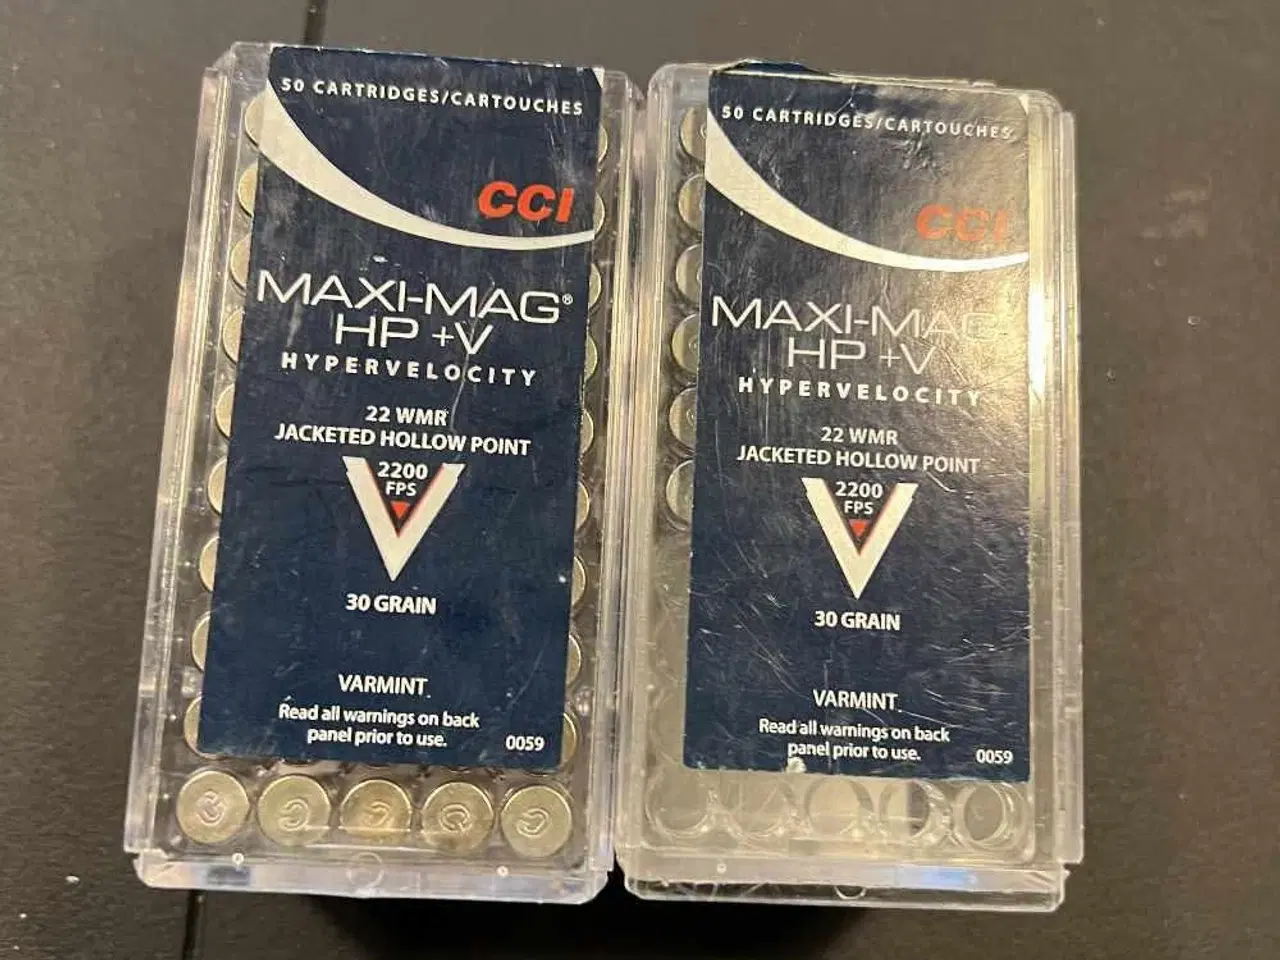 50 CARTRIDGES/CARTOUCHES
CCI
MAXI-MAG®
HP +V
HYPERVELOCITY
22 WMR
JACKETED HOLLOW POINT
2200
FPS
30 GRAIN
VARMINT
Read all warnings on back
panel prior to use.
0059
C
C
C
C
C
50 CARTRIDGES/CARTOUCHES
CCI
MAXI-MAG
HP +V
HYPERVELOCITY
22 WMR
JACKETED HOLLOW POINT
2200
FPS
30 GRAIN
VARMINT
Read all warnings on back
panel prior to use.
0059